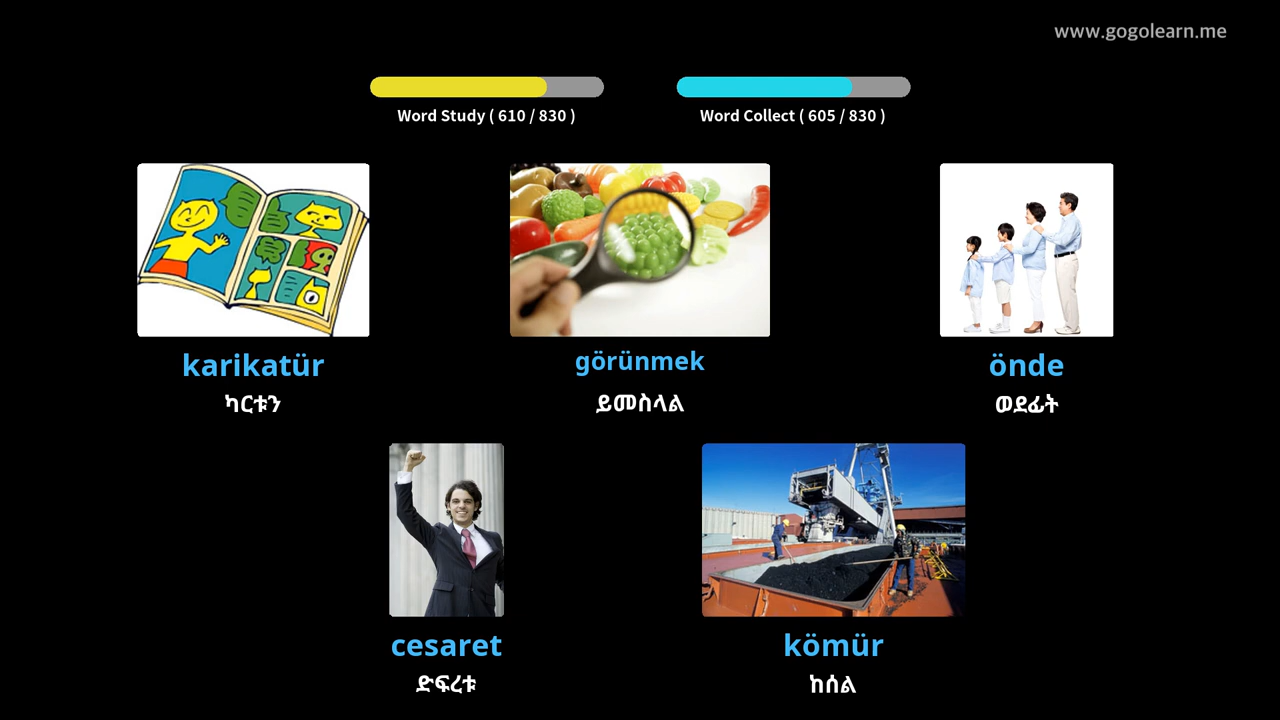 www.gogolearn.me
Word Study ( 610 / 830 )
Word Collect ( 605 / 830 )
karikatür
ካርቱን
görünmek
ይመስላል
önde
ወደፊት
cesaret
ድፍረቱ
kömür
ከሰል